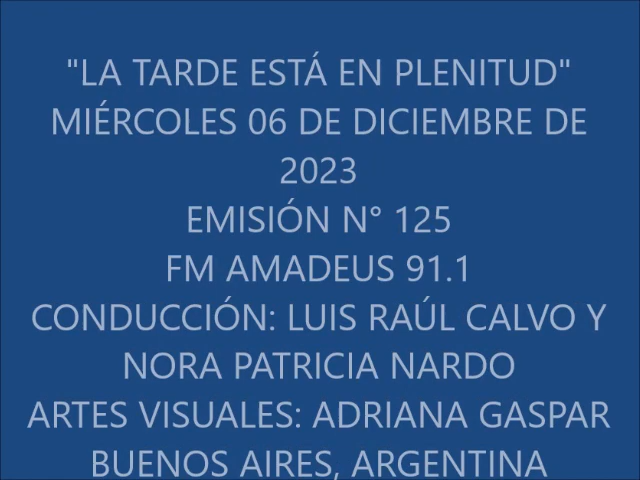 "LA TARDE ESTÁ EN PLENITUD"
MIÉRCOLES 06 DE DICIEMBRE DE
2023
EMISIÓN N° 125
FM AMADEUS 91.1
CONDUCCIÓN: LUIS RAÚL CALVO Y
NORA PATRICIA NARDO
ARTES VISUALES: ADRIANA GASPAR
BUENOS AIRES, ARGENTINA